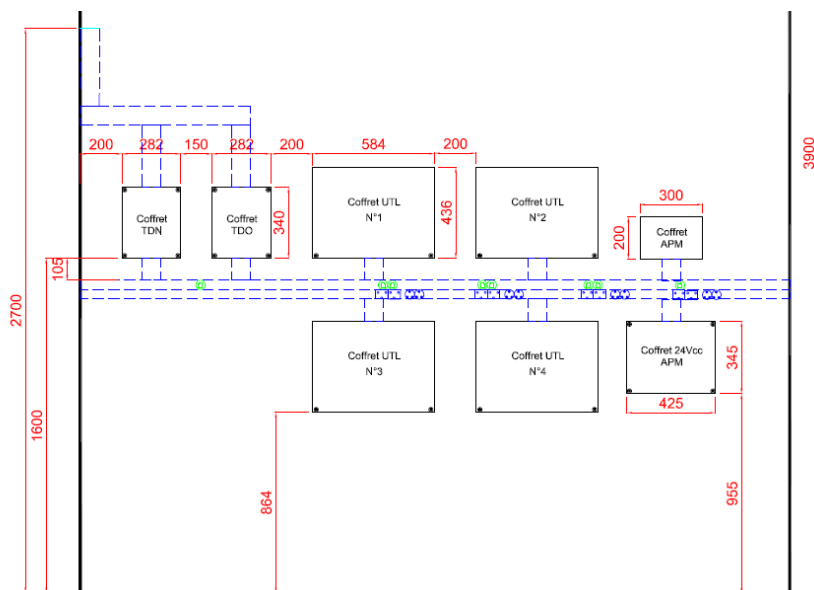 200
282
150
282
200
584
200
3900
300
Coffret UTL
N°1
Coffret UTL
N°2
436
Coffret
TDN
Coffret
TDO
340
200
Coffret
APM
105
2700
Coffret UTL
N°3
Coffret UTL
N°4
Coffret 24Vcc
APM
345
425
1600
864
955